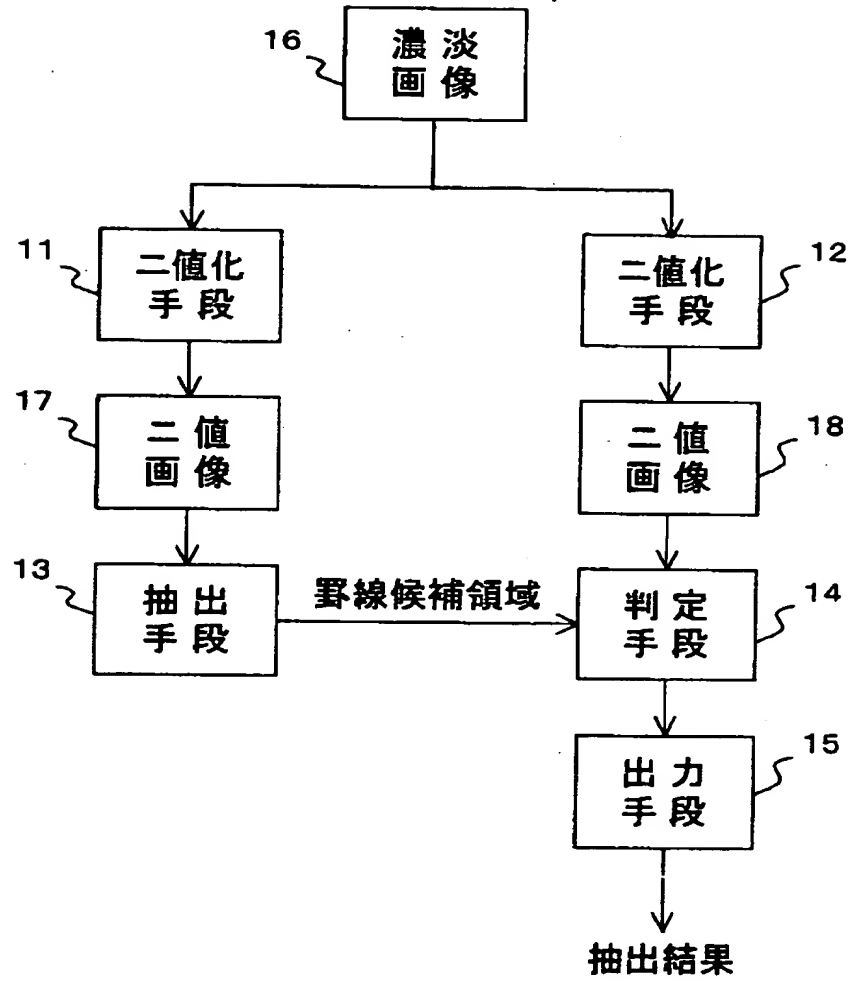 16
濃淡
画像
11
二値化
手段
12
二値化
手段
17
二値
画像
18
二値
画像
13
抽出
手段
罫線候補領域
14
判定
手段
15
出力
手段
抽出結果